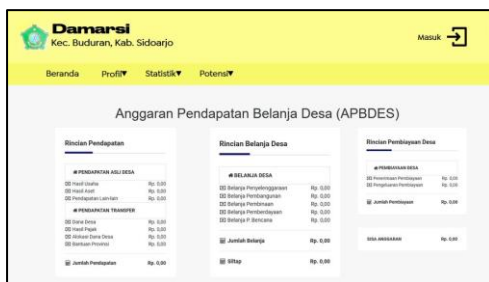 Damarsi
Kec. Buduran, Kab. Sidoarjo
Masuk
Beranda Profil▼ Statistik▼ Potensi▼
Anggaran Pendapatan Belanja Desa (APBDES)
Rincian Pendapatan
PENDAPATAN ASLI DESA
Hasil Usaha Rp. 0,00
Hasil Aset Rp. 0,00
Pendapatan Lain-lain Rp. 0,00
PENDAPATAN TRANSFER
Dana Desa Rp. 0,00
Hasil Pajak Rp. 0,00
Alokasi Dana Desa Rp. 0,00
Bantuan Provinsi Rp. 0,00
Jumlah Pendapatan Rp. 0,00
Rincian Belanja Desa
BELANJA DESA
Belanja Penyelenggaraan Rp. 0,00
Belanja Pembangunan Rp. 0,00
Belanja Pembinaan Rp. 0,00
Belanja Pemberdayaan Rp. 0,00
Belanja P. Bencana Rp. 0,00
Jumlah Belanja Rp. 0,00
Siltap Rp. 0,00
Rincian Pembiayaan Desa
PEMBIAYAAN DESA
Penerimaan Pembiayaan Rp. 0,00
Pengeluaran Pembiayaan Rp. 0,00
Jumlah Pembiayaan Rp. 0,00
SISA ANGGARAN Rp. 0,00